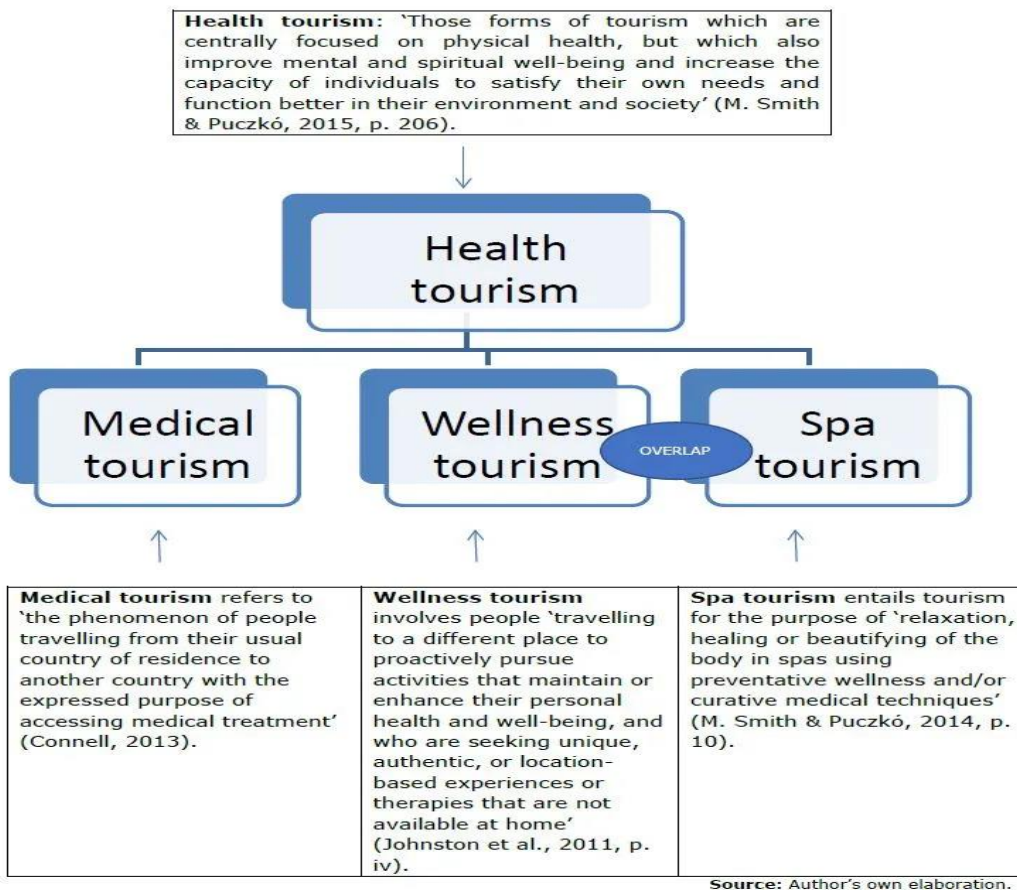 Health tourism: ‘Those forms of tourism which are
centrally focused on physical health, but which also
improve mental and spiritual well-being and increase the
capacity of individuals to satisfy their own needs and
function better in their environment and society’ (M. Smith
& Puczkó, 2015, p. 206).
Health
tourism
Medical
tourism
Wellness
tourism
OVERLAP
Spa
tourism
Medical tourism refers to
‘the phenomenon of people
travelling from their usual
country of residence to
another country with the
expressed purpose of
accessing medical treatment’
(Connell, 2013).
Wellness tourism
involves people ‘travelling
to a different place to
proactively pursue
activities that maintain or
enhance their personal
health and well-being, and
who are seeking unique,
authentic, or location-
based experiences or
therapies that are not
available at home’
(Johnston et al., 2011, p.
iv).
Spa tourism entails tourism
for the purpose of ‘relaxation,
healing or beautifying of the
body in spas using
preventative wellness and/or
curative medical techniques’
(M. Smith & Puczkó, 2014, p.
10).
Source: Author’s own elaboration.